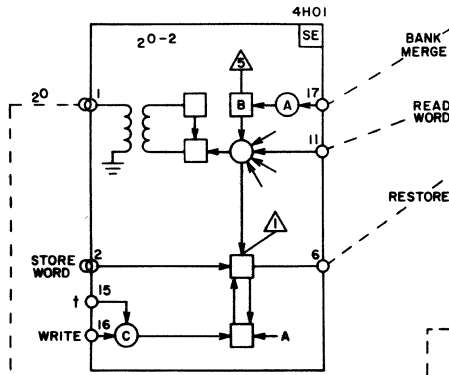 4H01
SE
2⁰-2
BANK
MERGE
5
2⁰
1
B
A
17
READ
WORD
11
RESTORE
1
STORE
WORD
2
6
t
15
WRITE
16
C
A